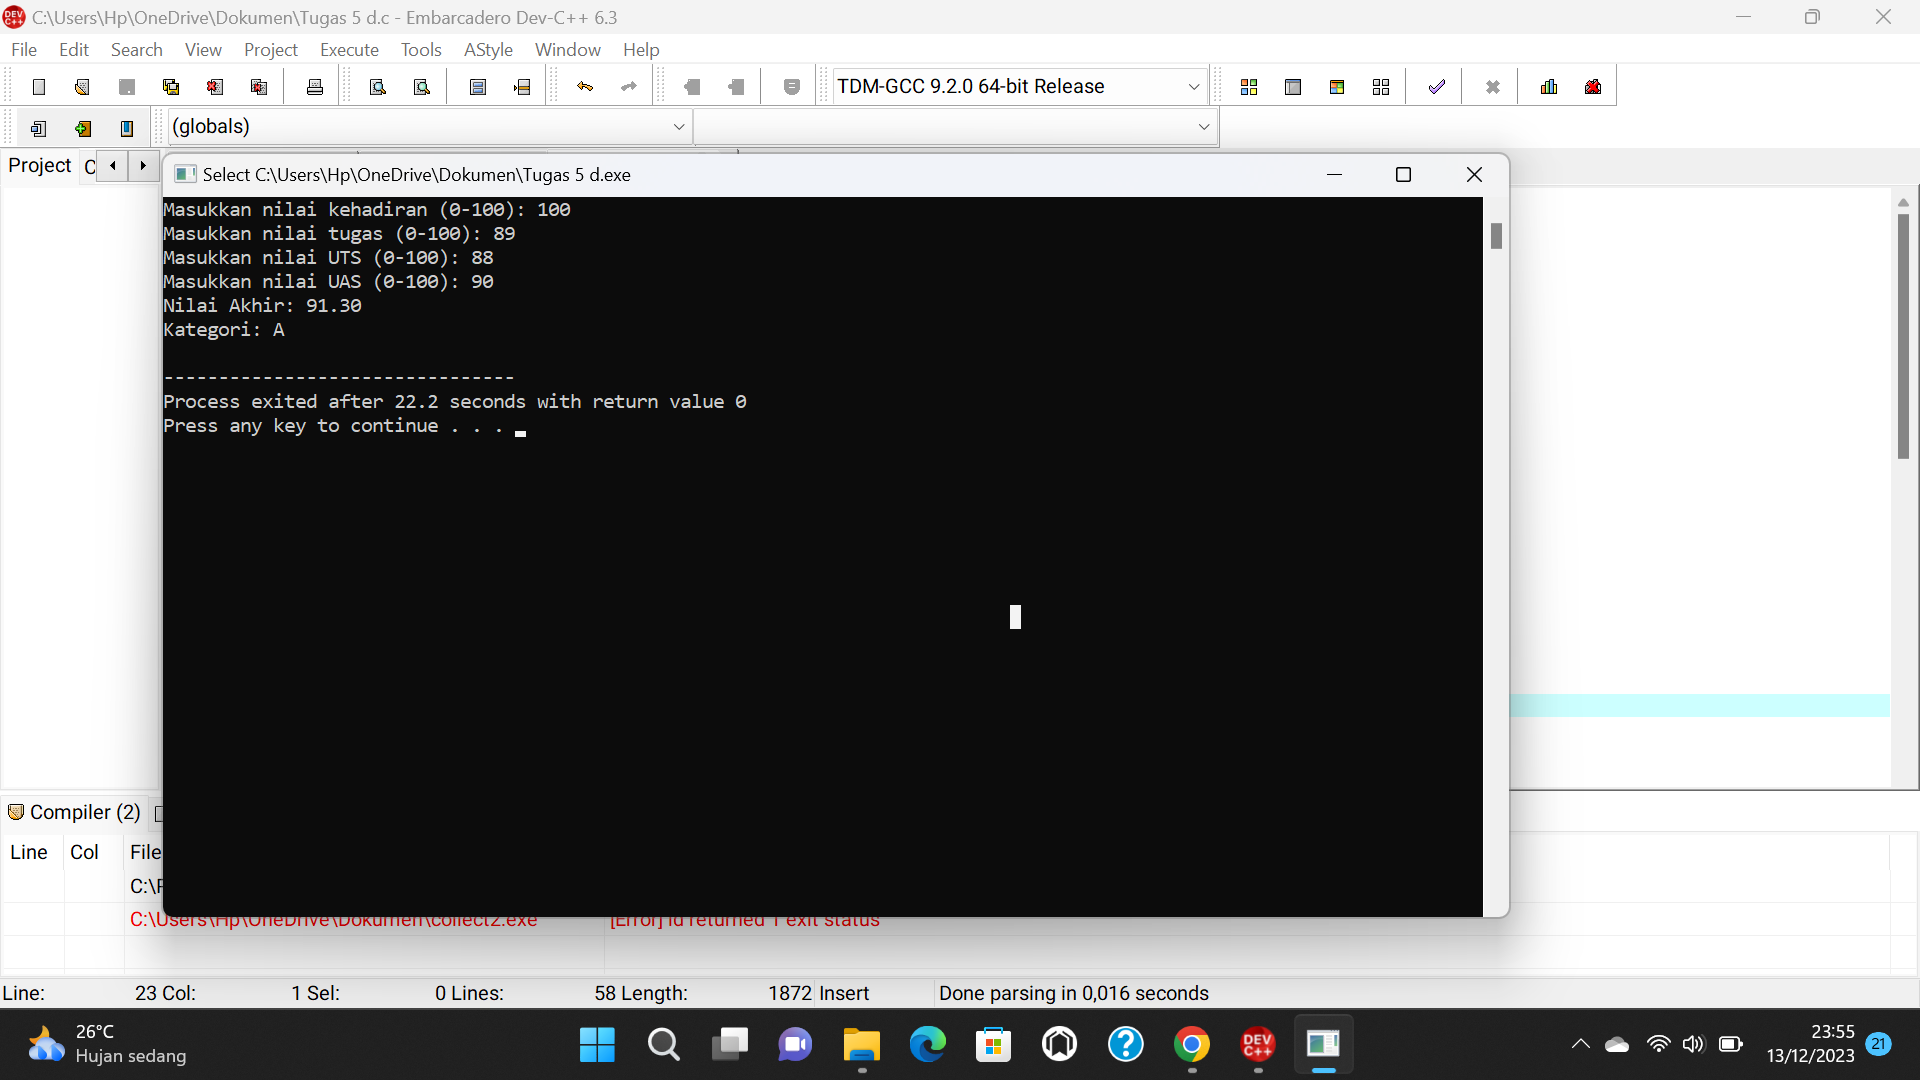 C:\Users\Hp\OneDrive\Dokumen\Tugas 5 d.c - Embarcadero Dev-C++ 6.3
File Edit Search View Project Execute Tools AStyle Window Help
TDM-GCC 9.2.0 64-bit Release
(globals)
Project
Select C:\Users\Hp\OneDrive\Dokumen\Tugas 5 d.exe
Masukkan nilai kehadiran (0-100): 100
Masukkan nilai tugas (0-100): 89
Masukkan nilai UTS (0-100): 88
Masukkan nilai UAS (0-100): 90
Nilai Akhir: 91.30
Kategori: A
--------------------------------
Process exited after 22.2 seconds with return value 0
Press any key to continue . . .
Compiler (2)
Line Col File
C:\P
C:\Users\Hp\OneDrive\Dokumen\collect2.exe [Error] ld returned 1 exit status
Line: 23 Col: 1 Sel: 0 Lines: 58 Length: 1872 Insert Done parsing in 0,016 seconds
26°C
Hujan sedang
DEV C++
23:55
13/12/2023
21